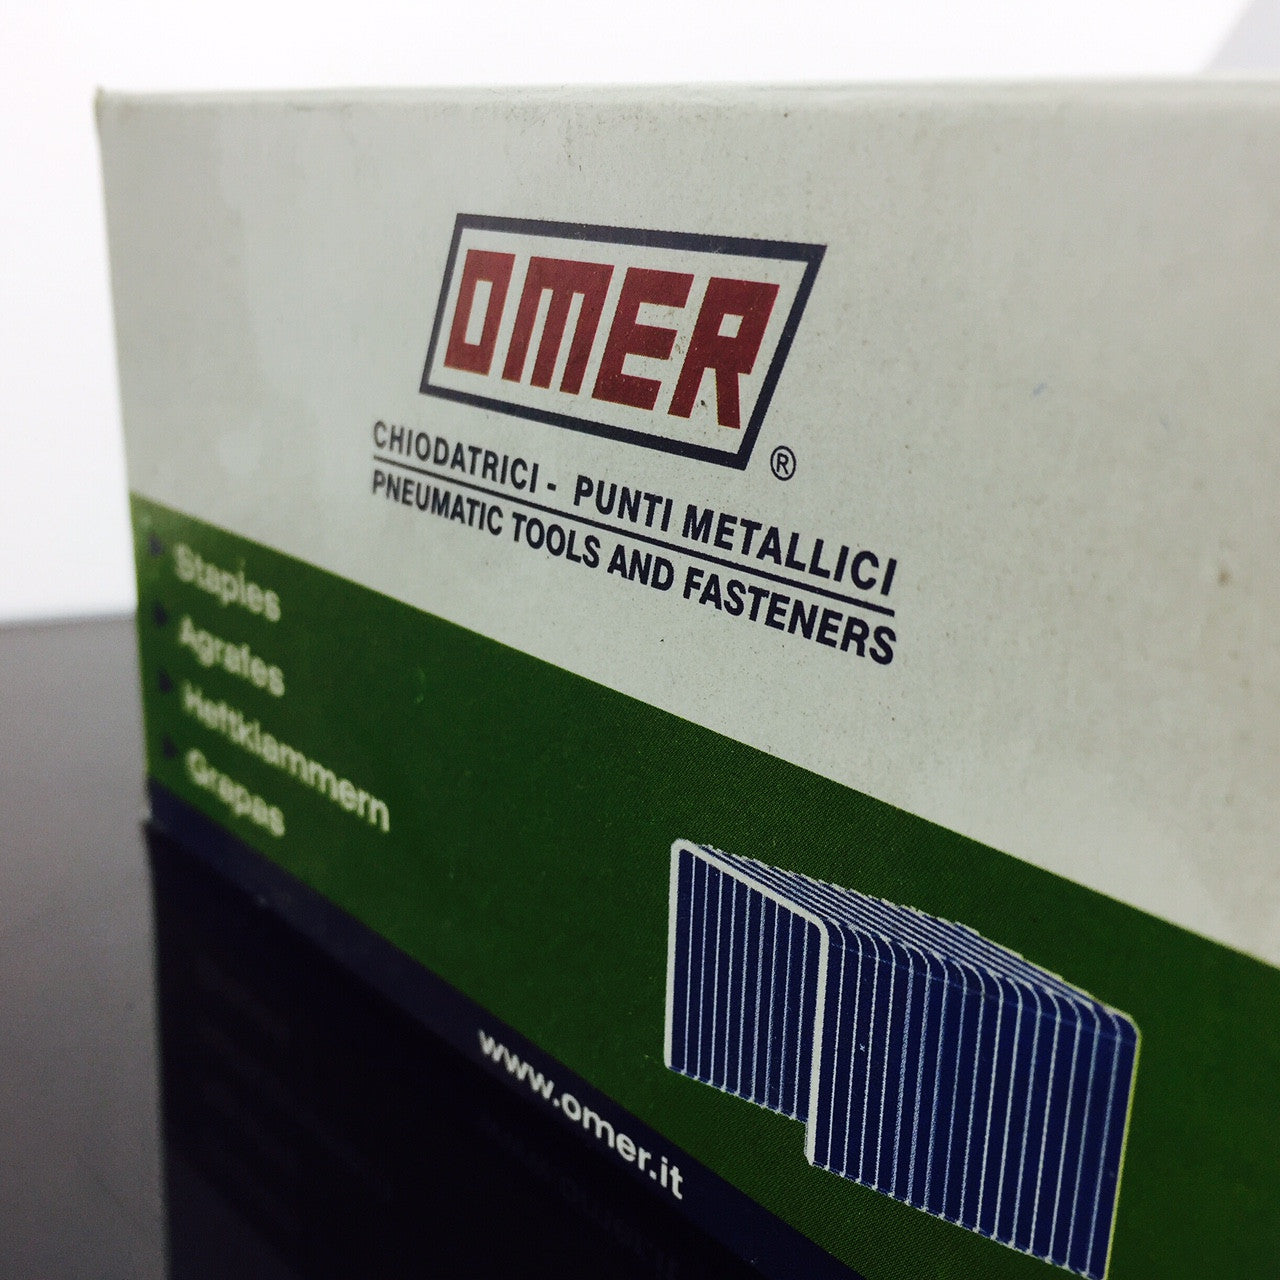 OMER
®
CHIODATRICI - PUNTI METALLICI
PNEUMATIC TOOLS AND FASTENERS
Staples
Agrafes
Heftklammern
Grapas
www.omer.it